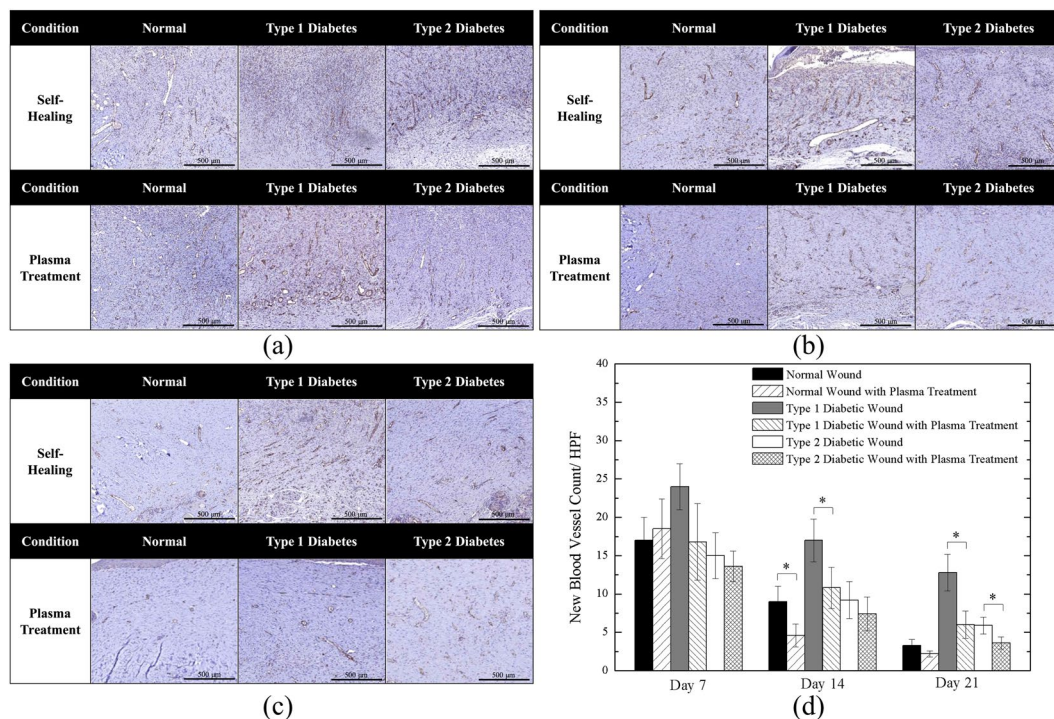 Condition Normal Type 1 Diabetes Type 2 Diabetes
Self-
Healing
500 µm 500 µm 500 µm
Condition Normal Type 1 Diabetes Type 2 Diabetes
Plasma
Treatment
500 µm 500 µm 500 µm
(a)
Condition Normal Type 1 Diabetes Type 2 Diabetes
Self-
Healing
500 µm 500 µm 500 µm
Condition Normal Type 1 Diabetes Type 2 Diabetes
Plasma
Treatment
500 µm 500 µm 500 µm
(b)
Condition Normal Type 1 Diabetes Type 2 Diabetes
Self-
Healing
500 µm 500 µm 500 µm
Condition Normal Type 1 Diabetes Type 2 Diabetes
Plasma
Treatment
500 µm 500 µm 500 µm
(c)
New Blood Vessel Count/ HPF
40
35
30
25
20
15
10
5
0
Normal Wound
Normal Wound with Plasma Treatment
Type 1 Diabetic Wound
Type 1 Diabetic Wound with Plasma Treatment
Type 2 Diabetic Wound
Type 2 Diabetic Wound with Plasma Treatment
*
*
*
*
Day 7 Day 14 Day 21
(d)